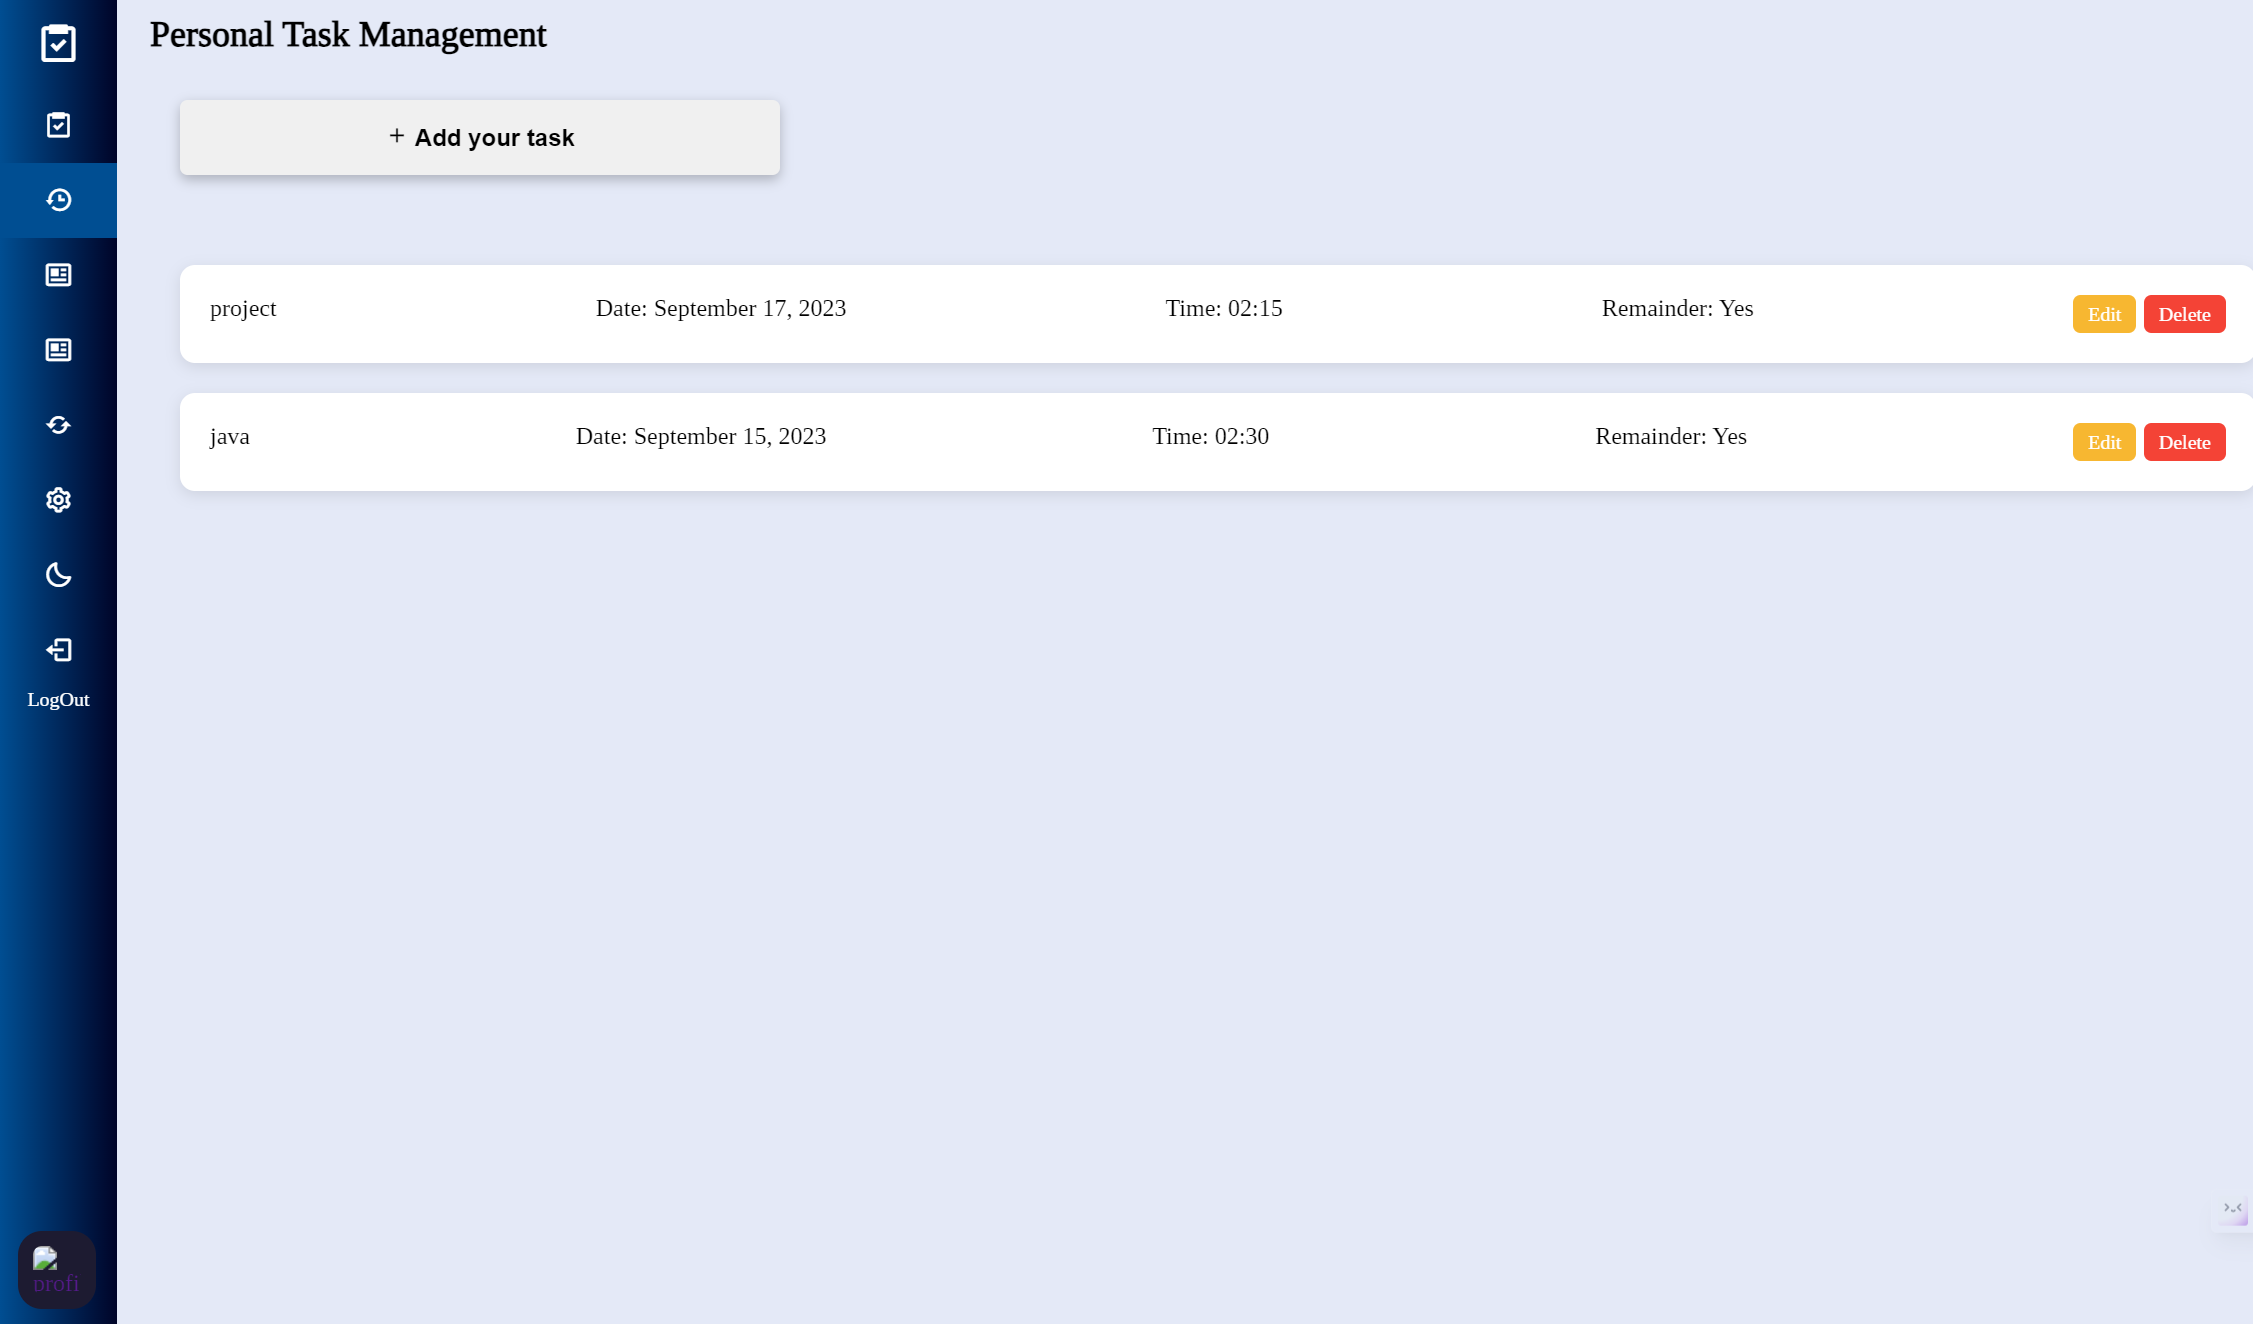 Personal Task Management
+ Add your task
project Date: September 17, 2023 Time: 02:15 Remainder: Yes Edit Delete
java Date: September 15, 2023 Time: 02:30 Remainder: Yes Edit Delete
LogOut
profi